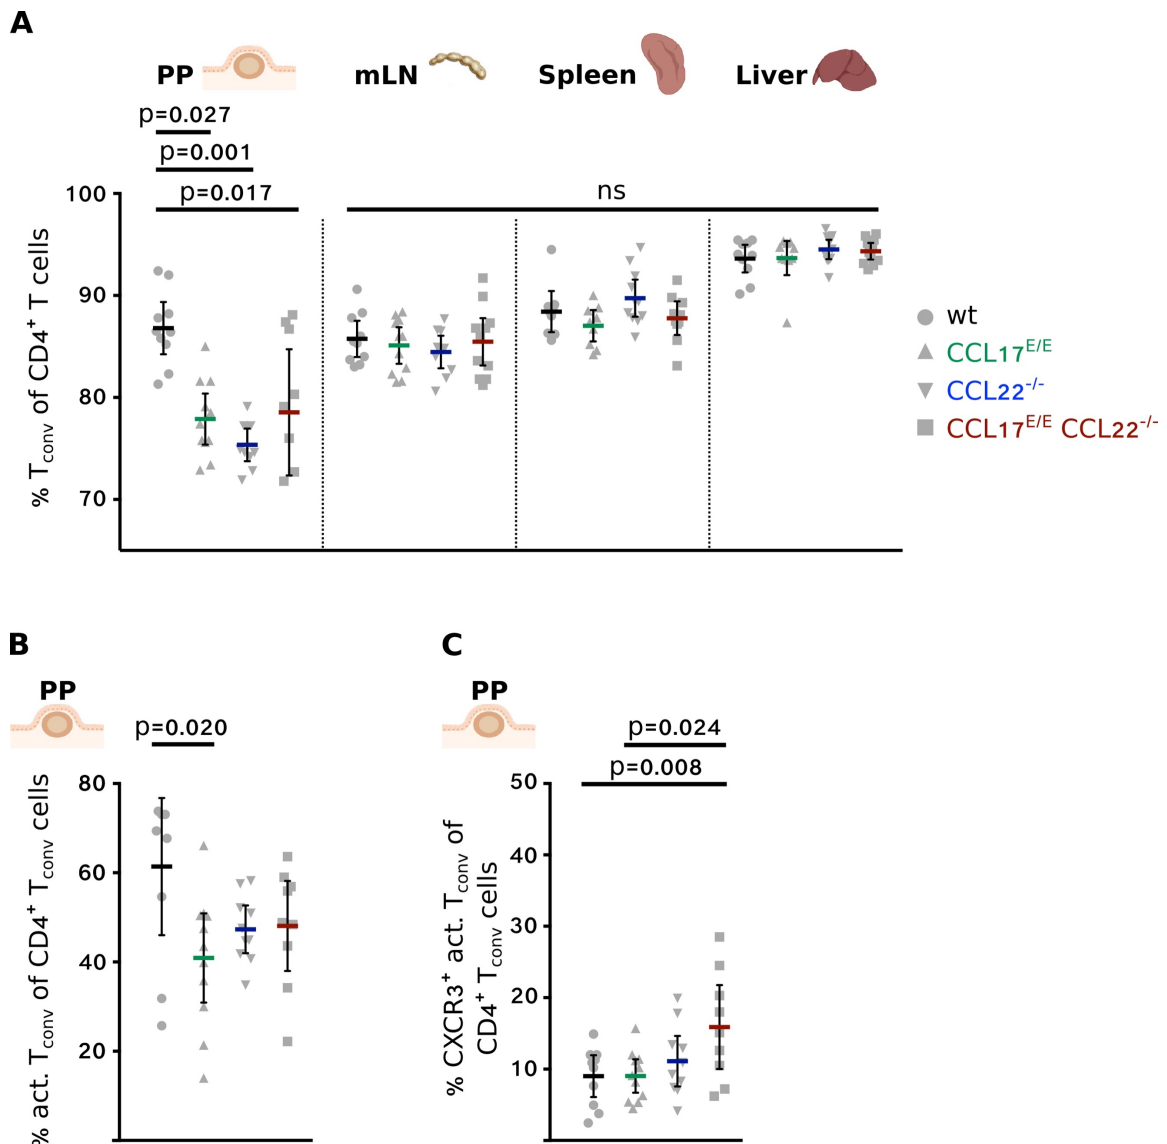 A
PP
mLN
Spleen
Liver
p=0.027
p=0.001
p=0.017
ns
100
90
80
70
% Tconv of CD4+ T cells
wt
CCL17E/E
CCL22-/-
CCL17E/E CCL22-/-
B
PP
p=0.020
80
60
40
20
% act. Tconv of CD4+ Tconv cells
C
PP
p=0.024
p=0.008
50
40
30
20
10
% CXCR3+ act. Tconv of
CD4+ Tconv cells